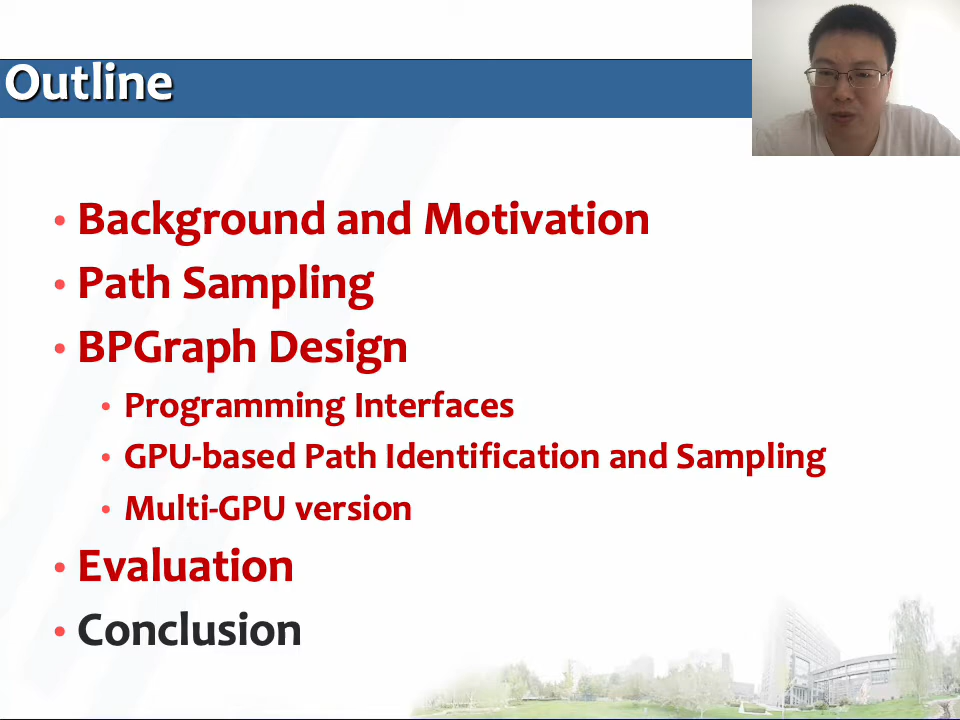 Outline
• Background and Motivation
• Path Sampling
• BPGraph Design
• Programming Interfaces
• GPU-based Path Identification and Sampling
• Multi-GPU version
• Evaluation
• Conclusion